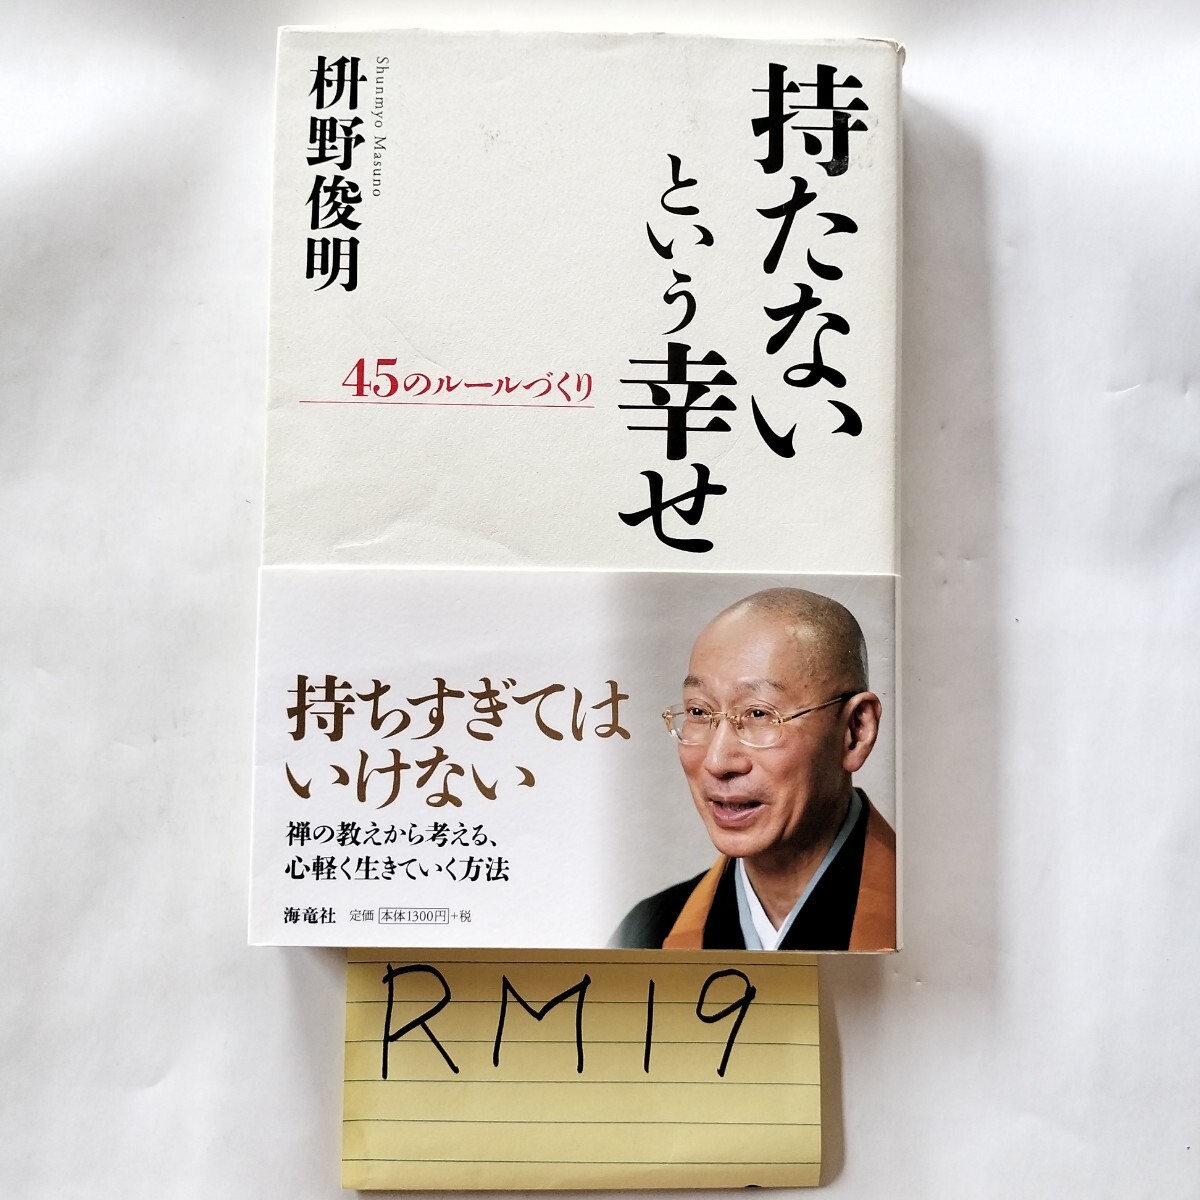 持たない
という幸せ
45のルールづくり
枡野俊明
Shunmyo Masuno
持ちすぎては
いけない
禅の教えから考える、
心軽く生きていく方法
海竜社 定価 本体1300円+税
RM19